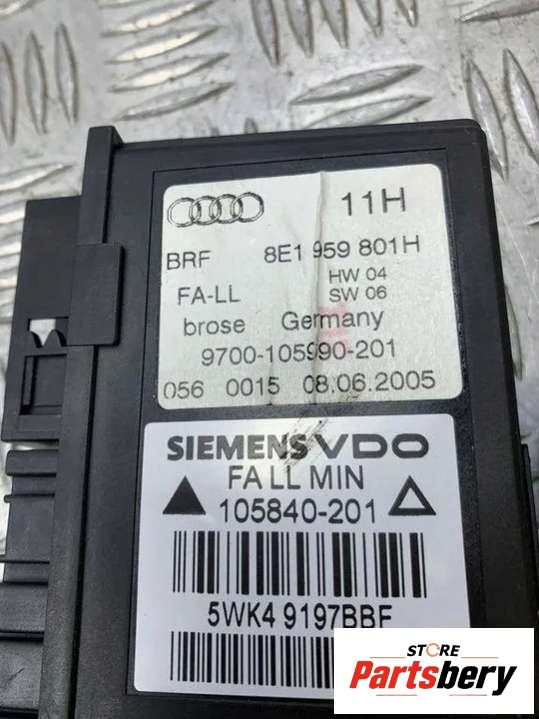 11H
BRF 8E1 959 801H
HW 04
FA-LL SW 06
brose Germany
9700-105990-201
056 0015 08.06.2005
SIEMENS VDO
FA LL MIN
105840-201
5WK4 9197BBF
STORE
Partsbery